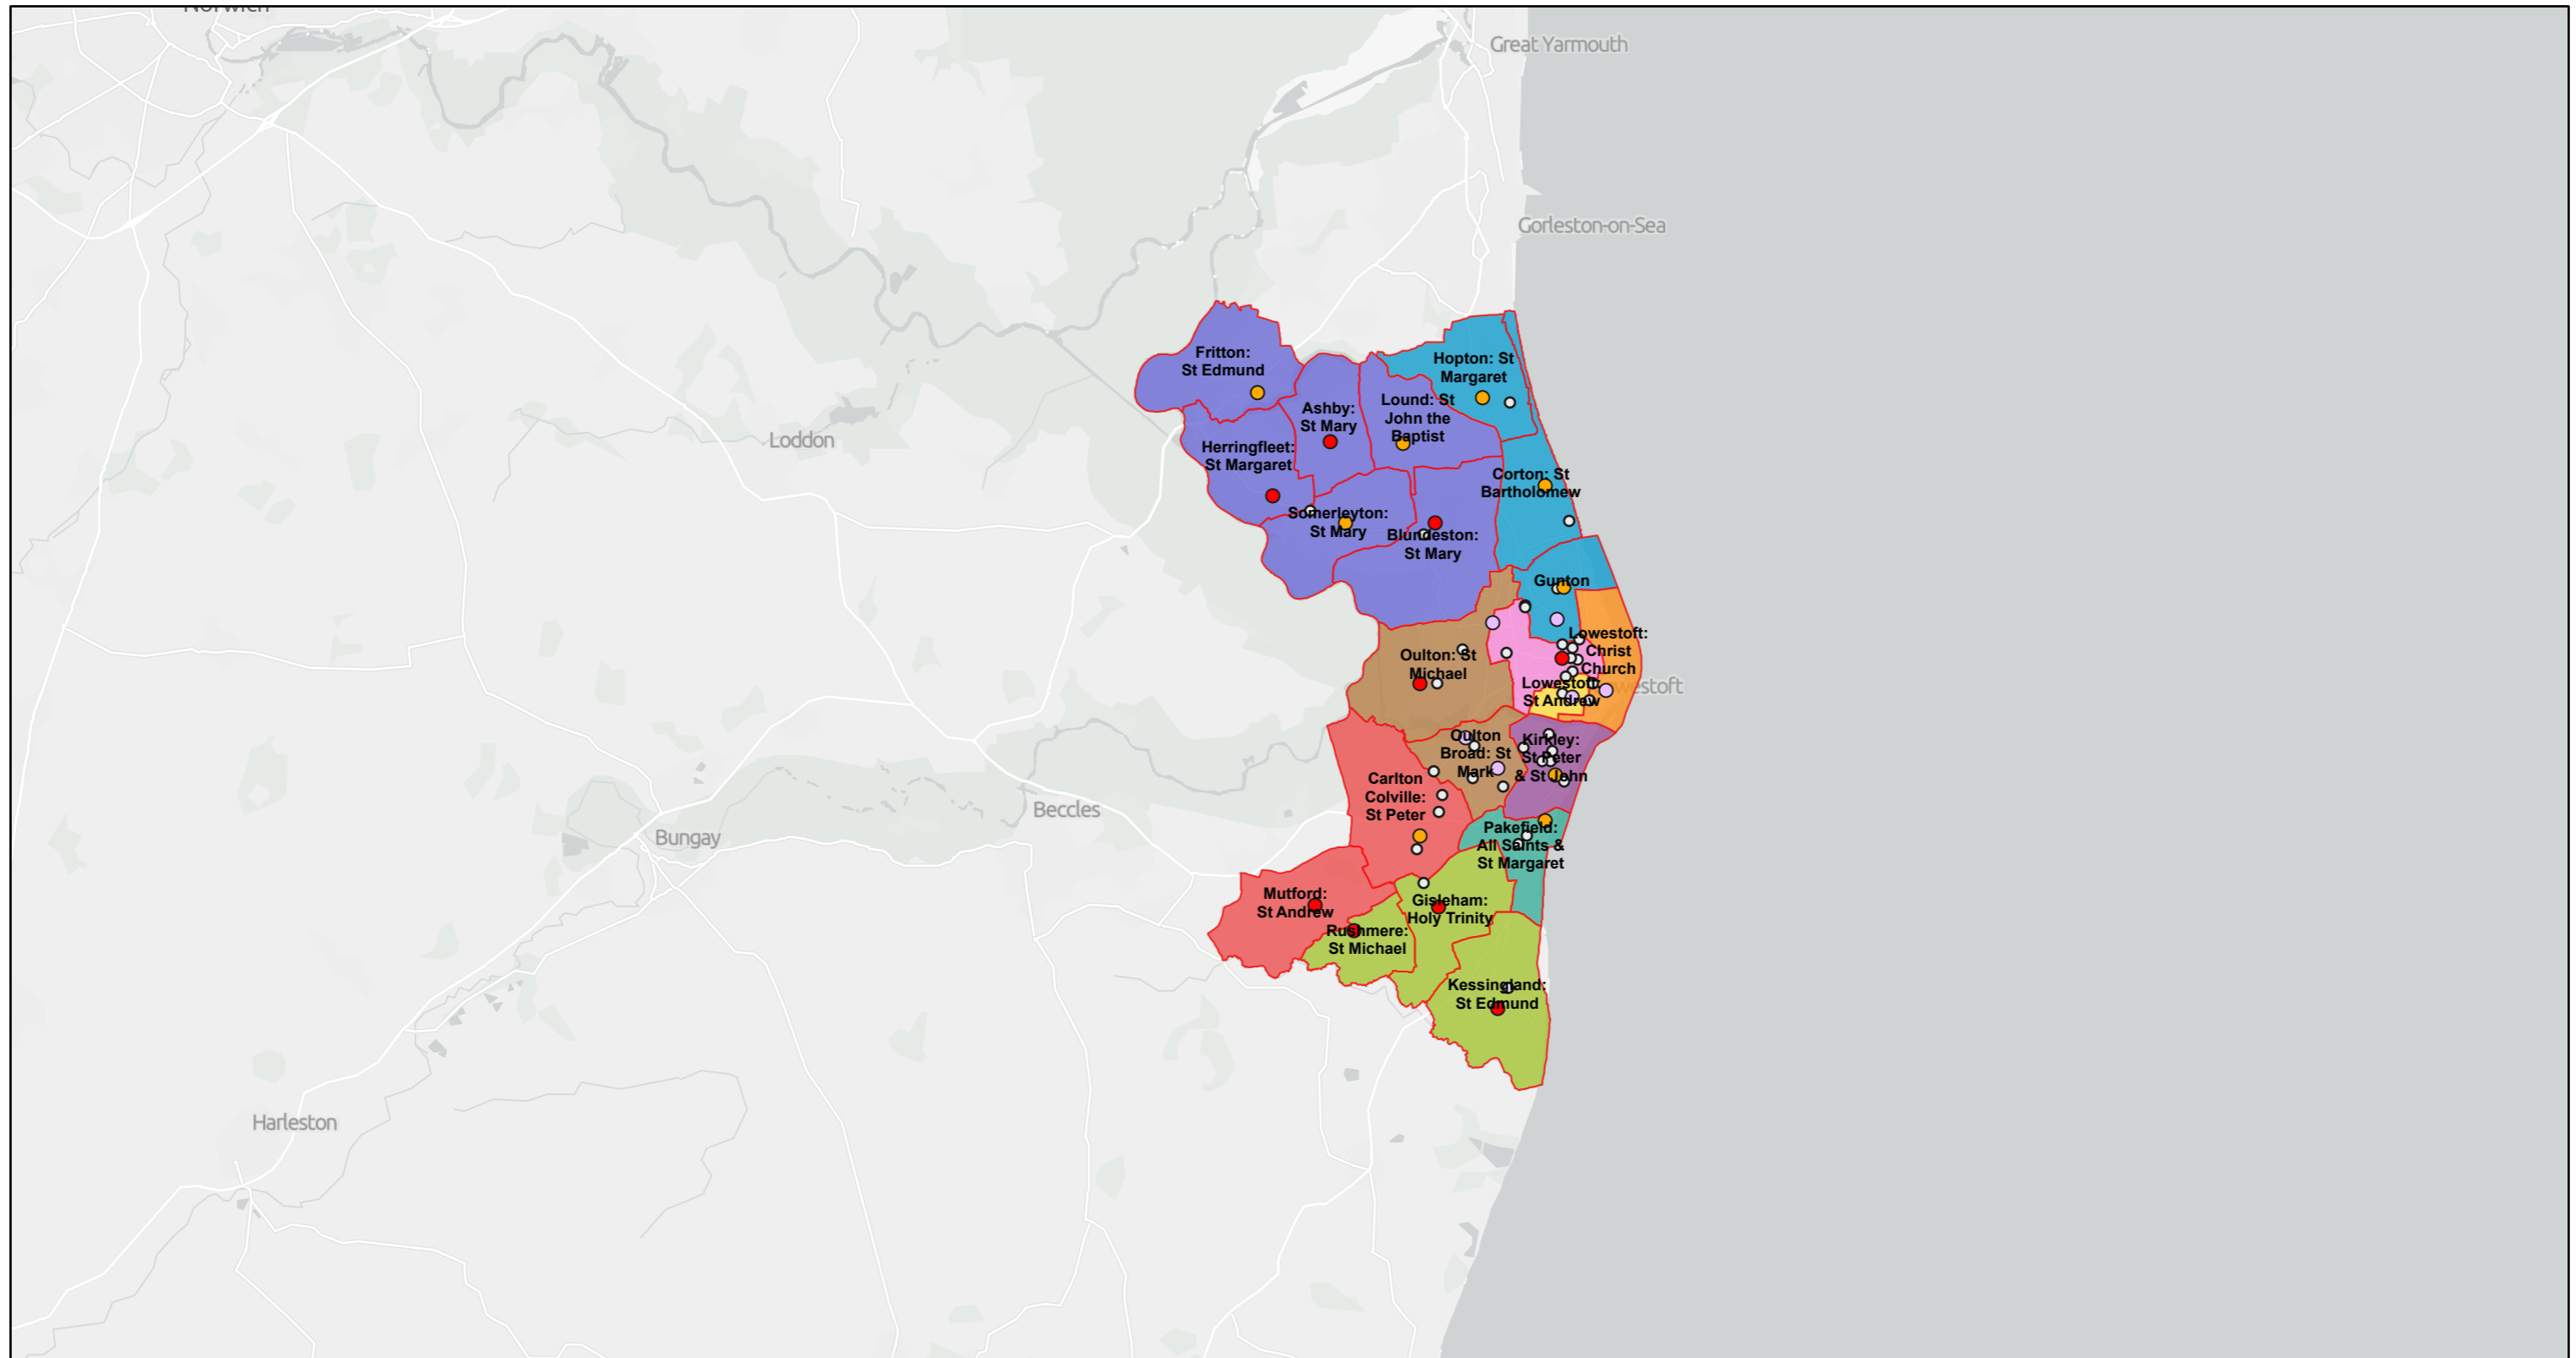 Norwich
Great Yarmouth
Gorleston-on-Sea
Fritton:
St Edmund
Hopton: St
Margaret
Ashby:
St Mary
Lound: St
John the
Baptist
Loddon
Herringfleet:
St Margaret
Corton: St
Bartholomew
Somerleyton:
St Mary
Blundeston:
St Mary
Gunton
Lowestoft:
Christ
Church
Oulton: St
Michael
Lowestoft:
St Andrew
westoft
Oulton
Broad: St
Mark
Kirkley:
St Peter
& St John
Carlton
Colville:
St Peter
Beccles
Bungay
Pakefield:
All Saints &
St Margaret
Mutford:
St Andrew
Gisleham:
Holy Trinity
Rushmere:
St Michael
Kessingland:
St Edmund
Harleston